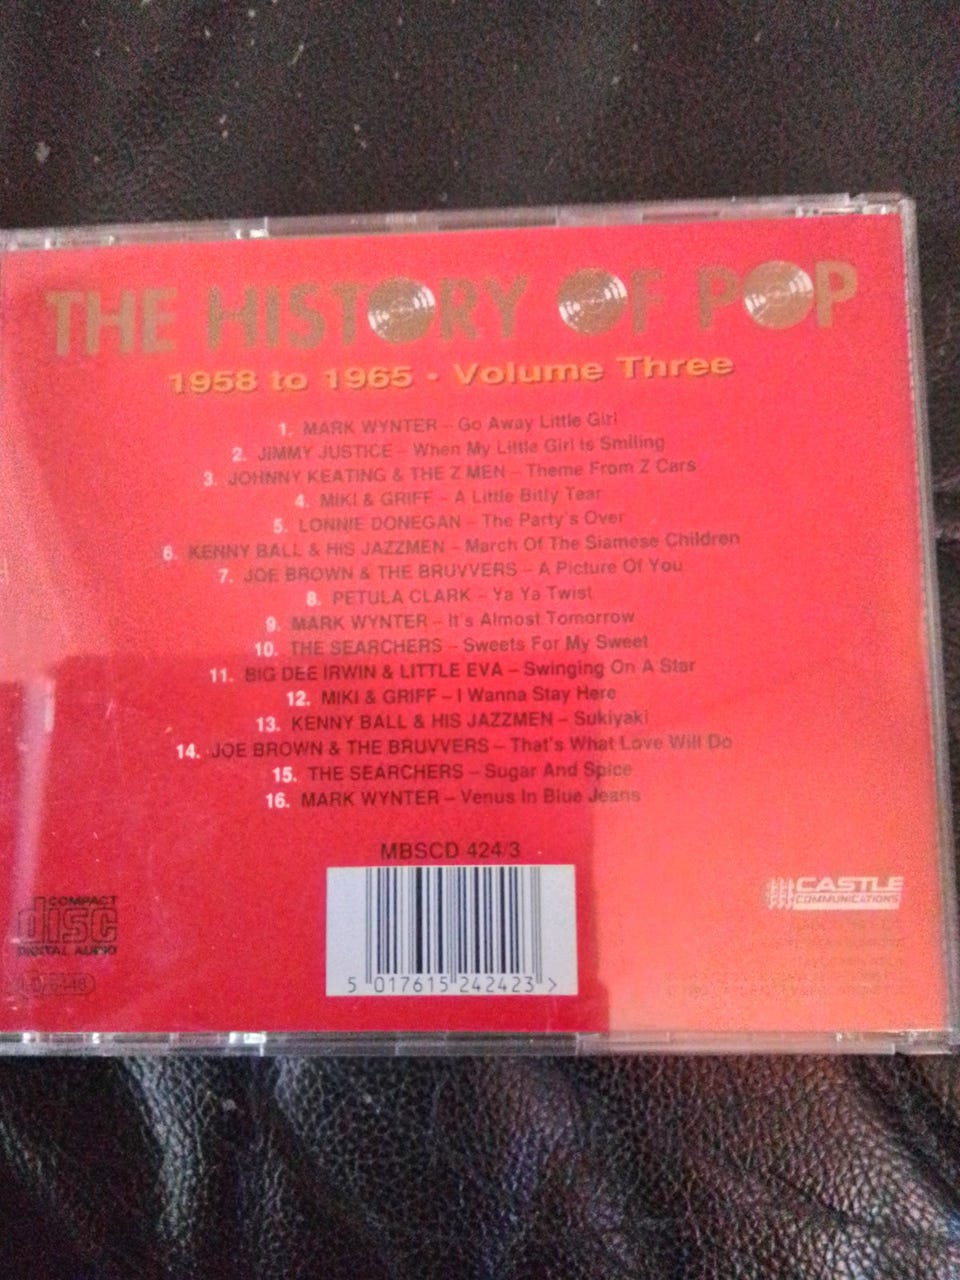 THE HISTORY OF POP
1958 to 1965 - Volume Three
1. MARK WYNTER – Go Away Little Girl
2. JIMMY JUSTICE – When My Little Girl Is Smiling
3. JOHNNY KEATING & THE Z MEN – Theme From Z Cars
4. MIKI & GRIFF – A Little Bitty Tear
5. LONNIE DONEGAN – The Party's Over
6. KENNY BALL & HIS JAZZMEN – March Of The Siamese Children
7. JOE BROWN & THE BRUVVERS – A Picture Of You
8. PETULA CLARK – Ya Ya Twist
9. MARK WYNTER – It's Almost Tomorrow
10. THE SEARCHERS – Sweets For My Sweet
11. BIG DEE IRWIN & LITTLE EVA – Swinging On A Star
12. MIKI & GRIFF – I Wanna Stay Here
13. KENNY BALL & HIS JAZZMEN – Sukiyaki
14. JOE BROWN & THE BRUVVERS – That's What Love Will Do
15. THE SEARCHERS – Sugar And Spice
16. MARK WYNTER – Venus In Blue Jeans
MBSCD 424/3
COMPACT
disc
DIGITAL AUDIO
5 017615 242423 >
CASTLE
COMMUNICATIONS